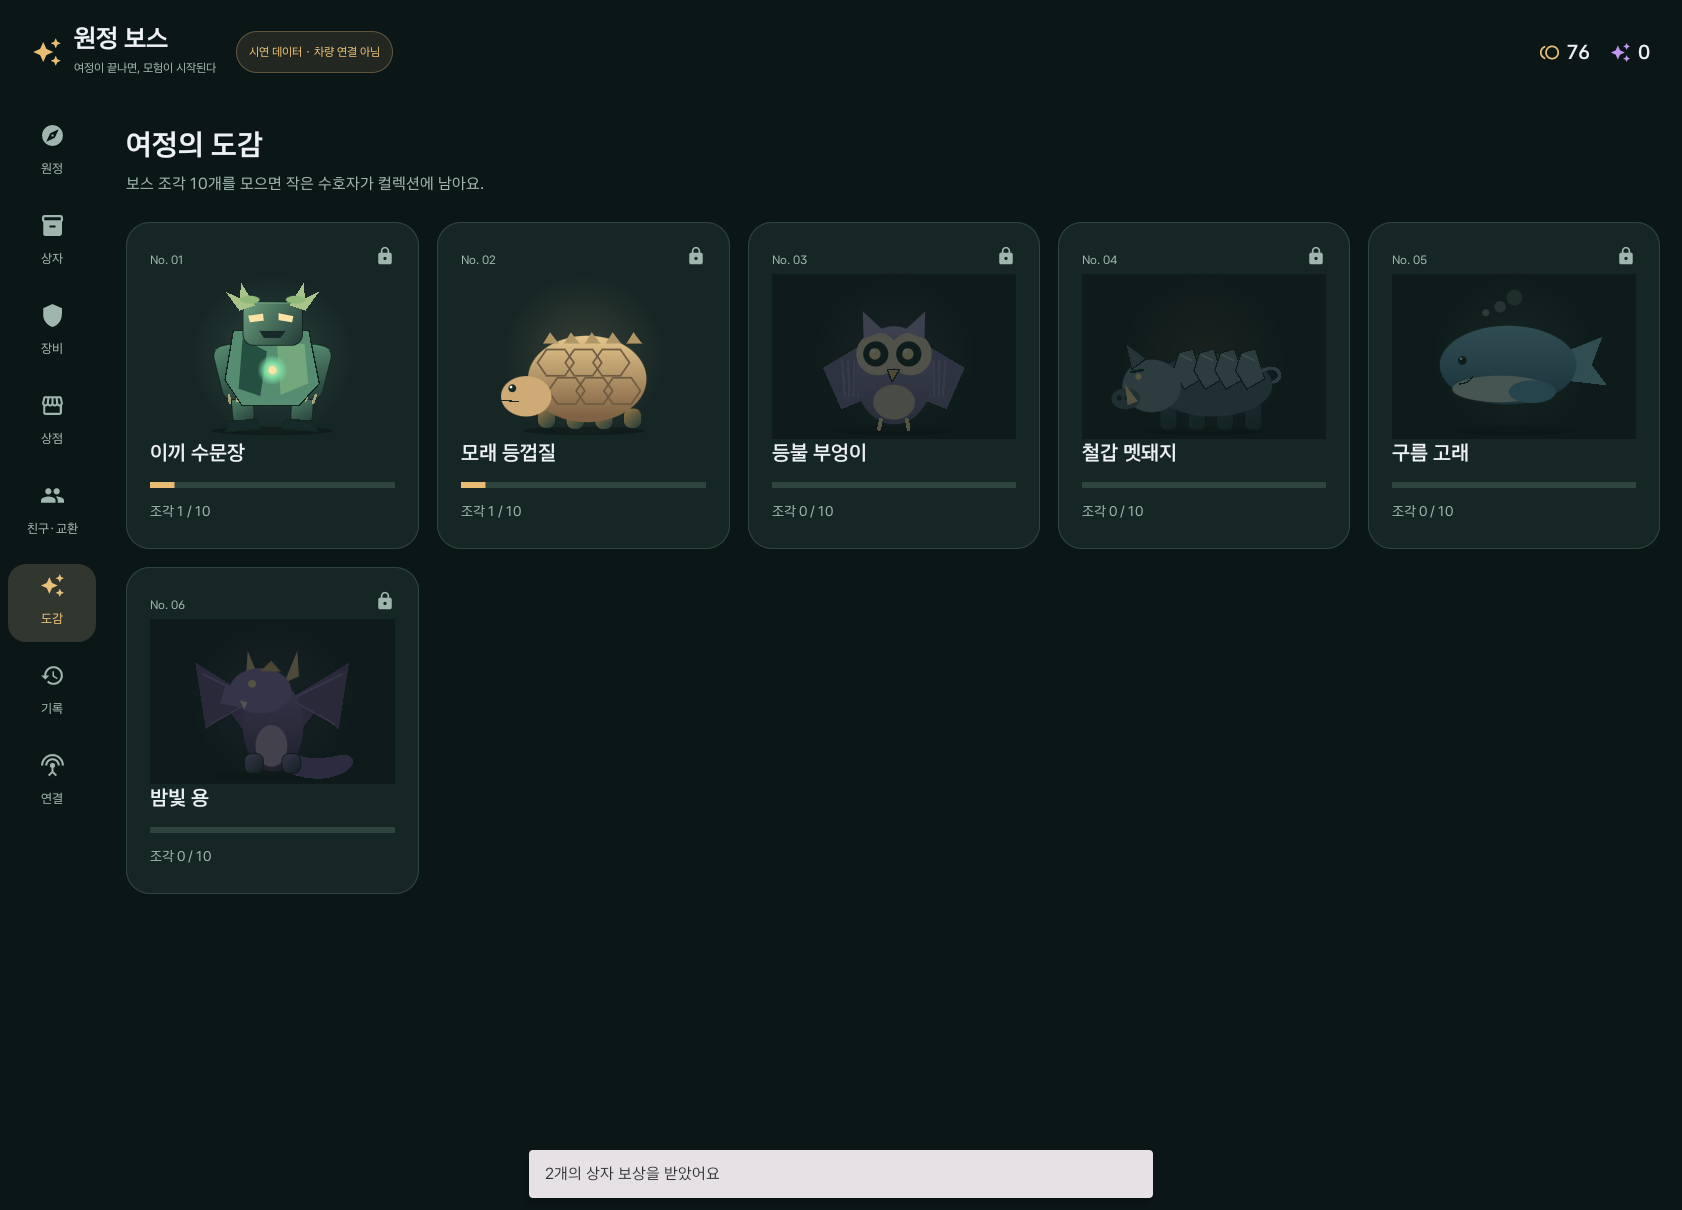 원정 보스
여정이 끝나면, 모험이 시작된다
시연 데이터 · 차량 연결 아님
76
0
원정
상자
장비
상점
친구·교환
도감
기록
연결
여정의 도감
보스 조각 10개를 모으면 작은 수호자가 컬렉션에 남아요.
No. 01
이끼 수문장
조각 1 / 10
No. 02
모래 등껍질
조각 1 / 10
No. 03
등불 부엉이
조각 0 / 10
No. 04
철갑 멧돼지
조각 0 / 10
No. 05
구름 고래
조각 0 / 10
No. 06
밤빛 용
조각 0 / 10
2개의 상자 보상을 받았어요